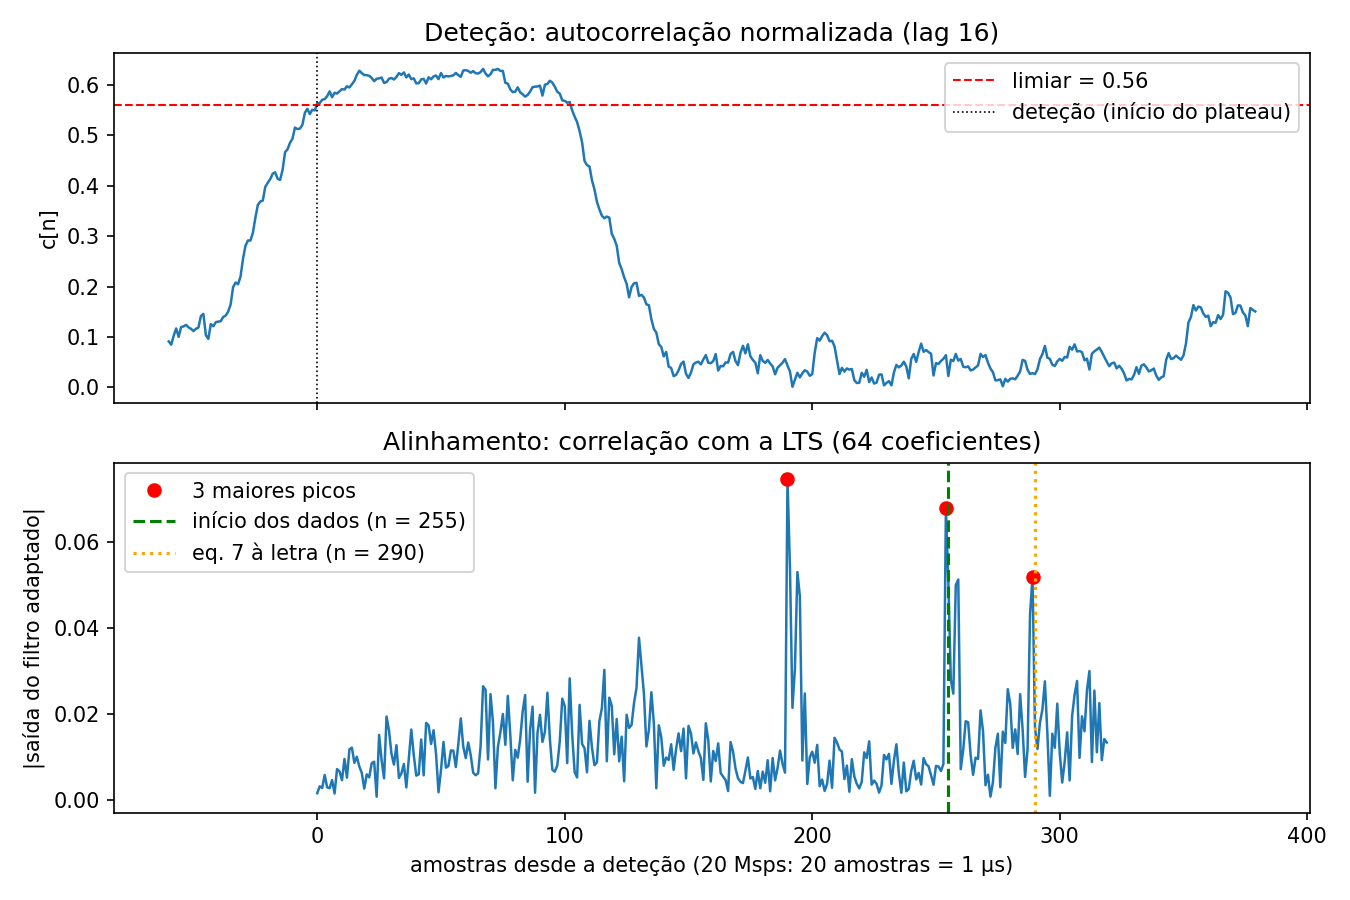 Deteção: autocorrelação normalizada (lag 16)
c[n]
0.6
0.5
0.4
0.3
0.2
0.1
0.0
limiar = 0.56
deteção (início do plateau)
Alinhamento: correlação com a LTS (64 coeficientes)
|saída do filtro adaptado|
0.06
0.04
0.02
0.00
3 maiores picos
início dos dados (n = 255)
eq. 7 à letra (n = 290)
0 100 200 300 400
amostras desde a deteção (20 Msps: 20 amostras = 1 µs)